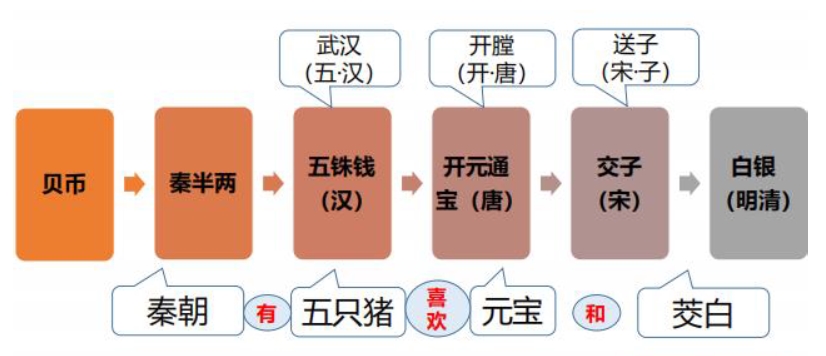 武汉
（五·汉）
开膛
（开·唐）
送子
（宋·子）
贝币
秦半两
五铢钱
（汉）
开元通
宝（唐）
交子
（宋）
白银
（明清）
秦朝
有
五只猪
喜
欢
元宝
和
茭白